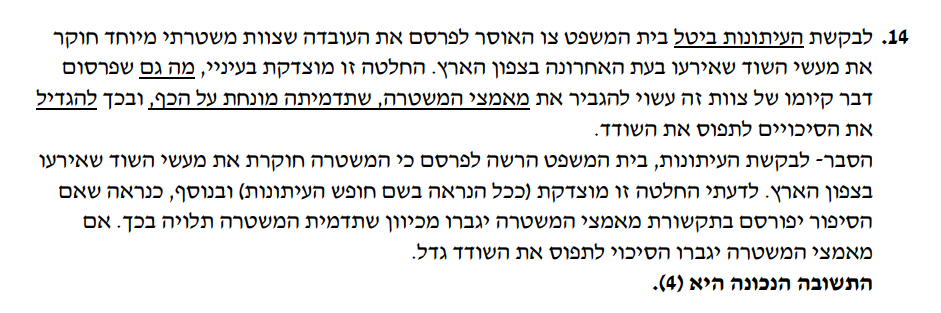 14. לבקשת העיתונות ביטל בית המשפט צו האוסר לפרסם את העובדה שצוות משטרתי מיוחד חוקר
את מעשי השוד שאירעו בעת האחרונה בצפון הארץ. החלטה זו מוצדקת בעיניי, מה גם שפרסום
דבר קיומו של צוות זה עשוי להגביר את מאמצי המשטרה, שתדמיתה מונחת על הכף, ובכך להגדיל
את הסיכויים לתפוס את השודד.
הסבר- לבקשת העיתונות, בית המשפט הרשה לפרסם כי המשטרה חוקרת את מעשי השוד שאירעו
בצפון הארץ. לדעתי החלטה זו מוצדקת (ככל הנראה בשם חופש העיתונות) ובנוסף, כנראה שאם
הסיפור יפורסם בתקשורת מאמצי המשטרה יגברו מכיוון שתדמית המשטרה תלויה בכך. אם
מאמצי המשטרה יגברו הסיכוי לתפוס את השודד גדל.
התשובה הנכונה היא (4).